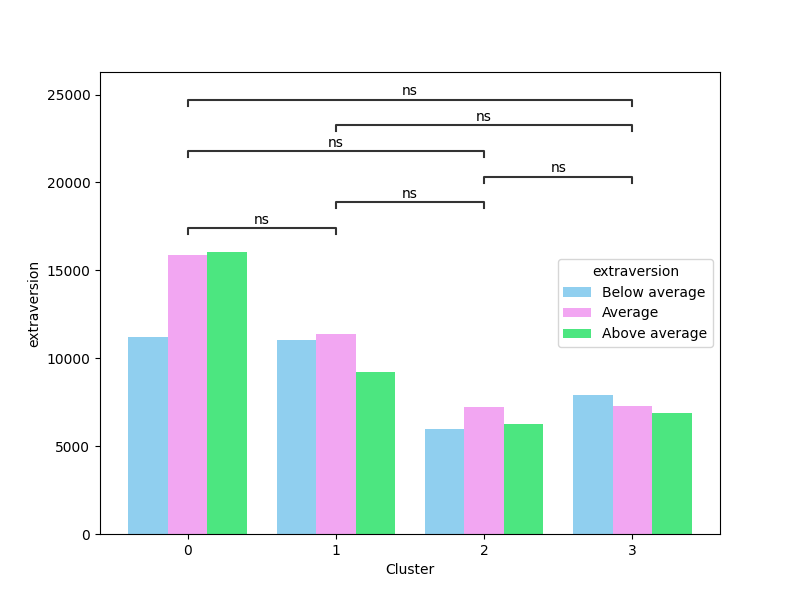 ns
ns
ns
ns
ns
ns
25000
20000
15000
10000
5000
0
extraversion
extraversion
Below average
Average
Above average
0 1 2 3
Cluster